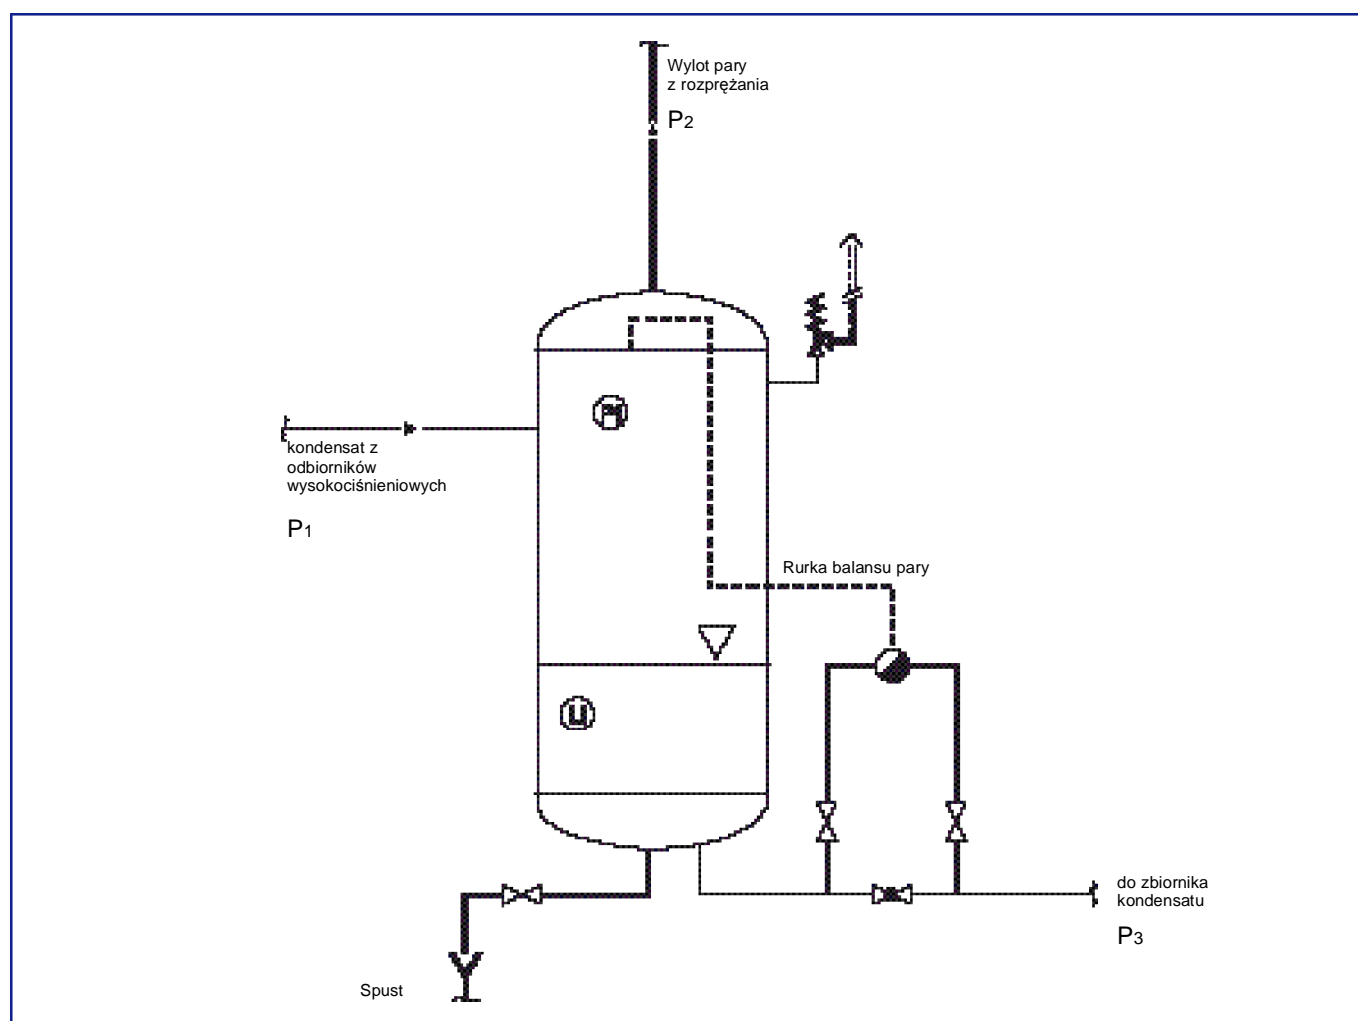 Wylot pary
z rozprężania
P2
kondensat z
odbiorników
wysokociśnieniowych
P1
Rurka balansu pary
U
do zbiornika
kondensatu
P3
Spust